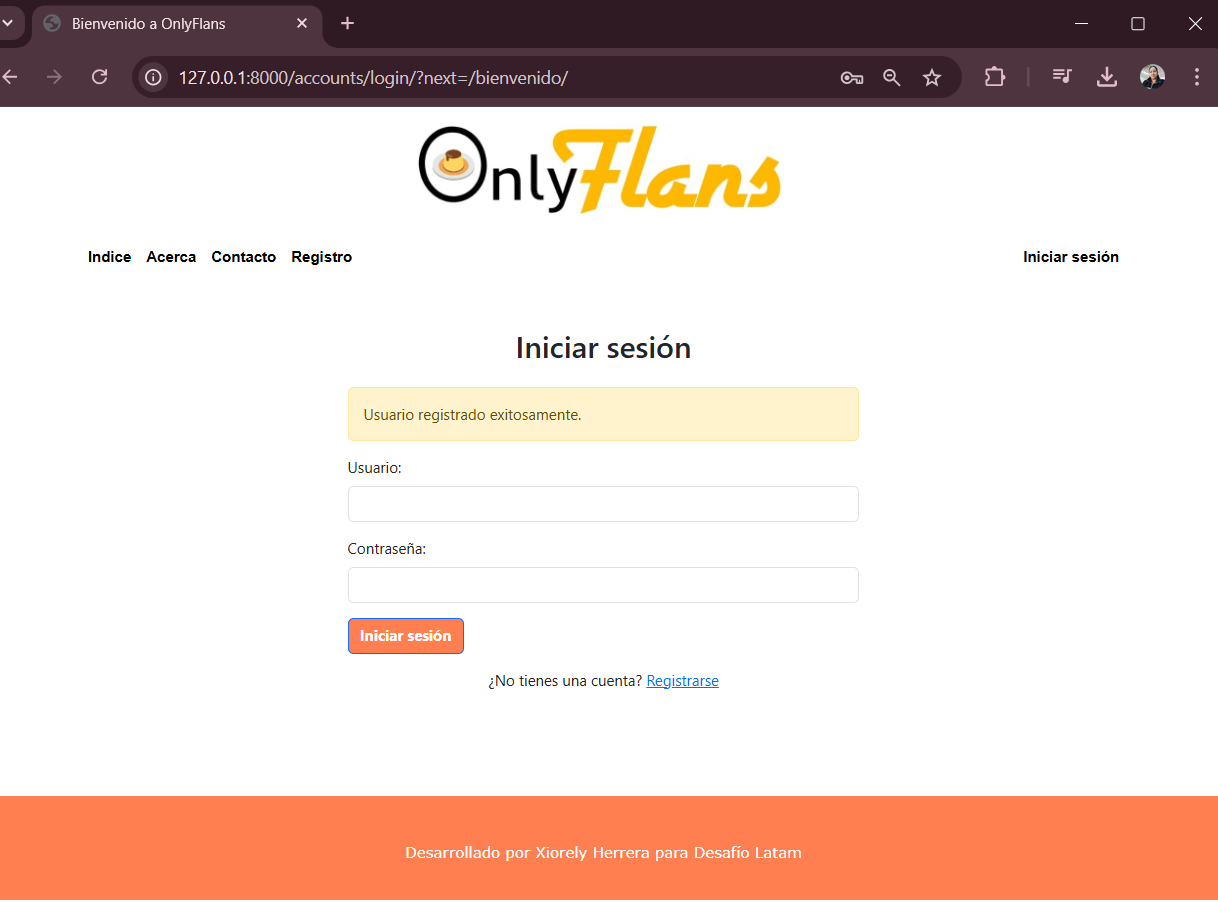 Bienvenido a OnlyFlans
127.0.0.1:8000/accounts/login/?next=/bienvenido/
OnlyFlans
Indice Acerca Contacto Registro Iniciar sesión
Iniciar sesión
Usuario registrado exitosamente.
Usuario:
Contraseña:
Iniciar sesión
¿No tienes una cuenta? Registrarse
Desarrollado por Xiorely Herrera para Desafío Latam